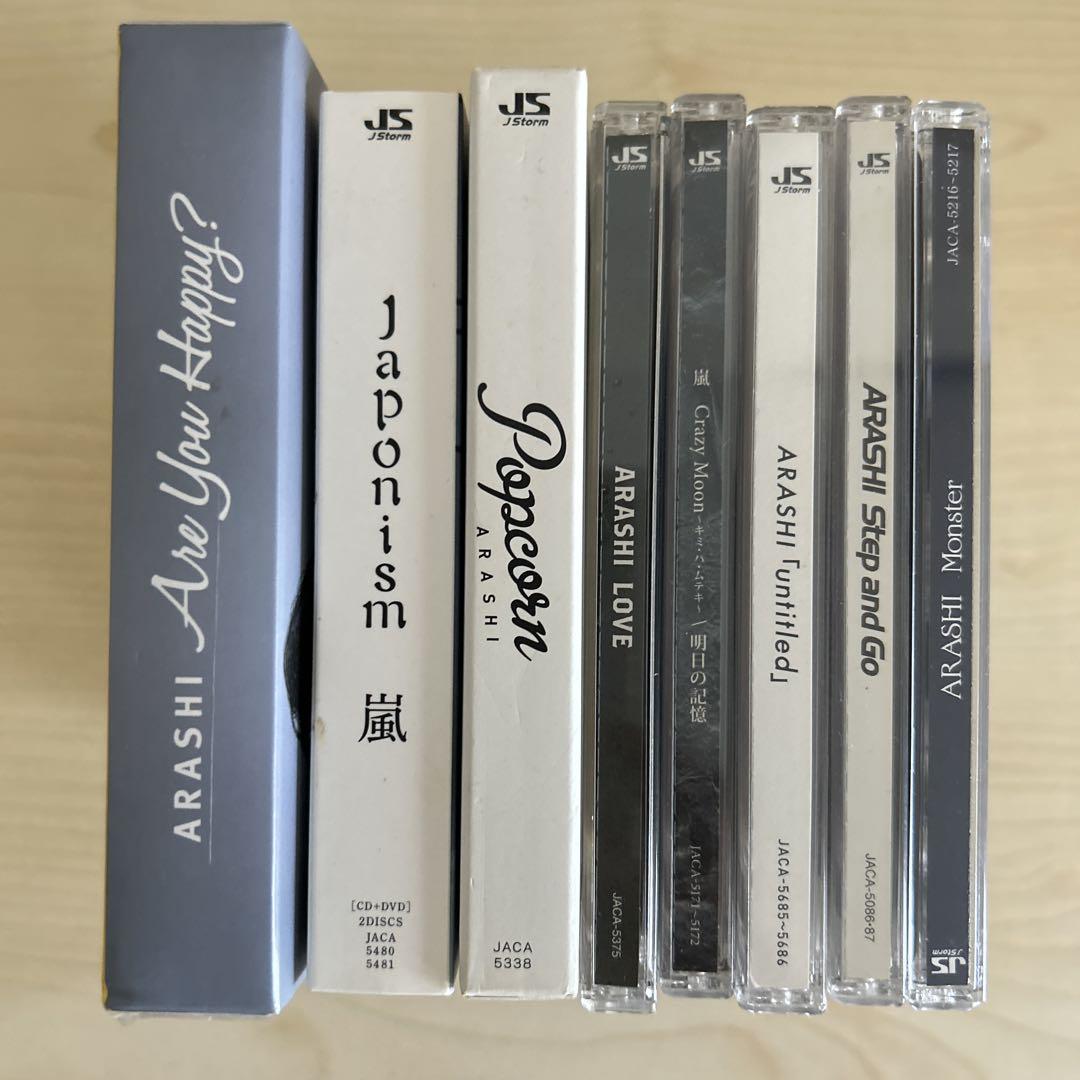 ARASHI Are You Happy?
JS
J Storm
Japonism 嵐
[CD+DVD]
2DISCS
JACA
5480
5481
JS
J Storm
Popcorn
ARASHI
JACA
5338
JS
J Storm
ARASHI LOVE
JACA-5375
JS
J Storm
嵐 Crazy Moon～キミ・ハ・ムテキ～ / 明日の記憶
JACA-5171～5172
JS
J Storm
ARASHI「untitled」
JACA-5685～5686
JS
J Storm
ARASHI Step and Go
JACA-5086・87
JACA-5216～5217
ARASHI Monster
JS
J Storm